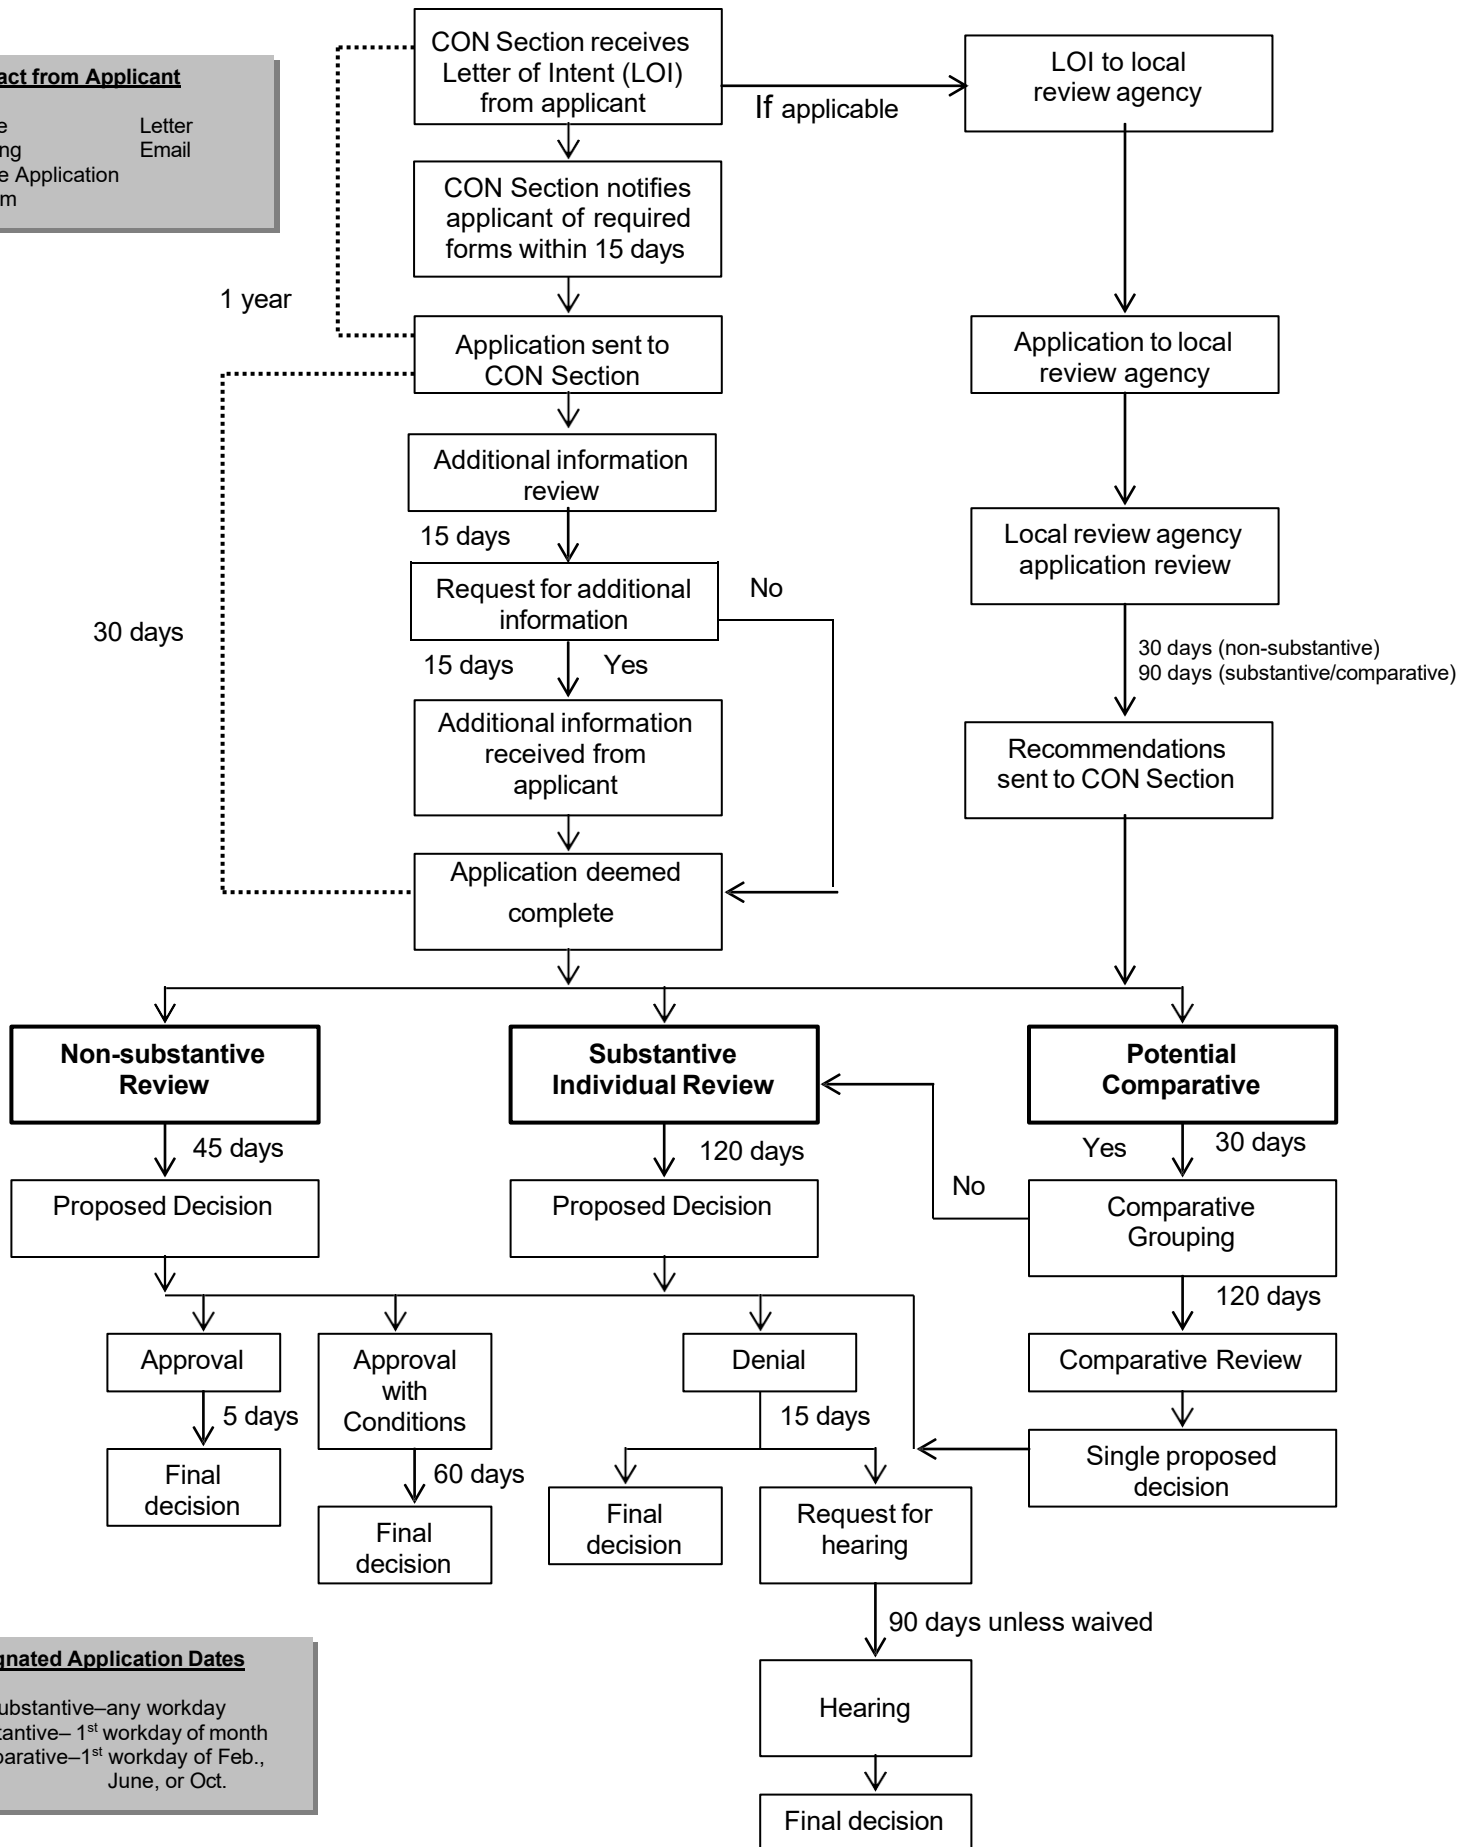 CON Section receives
Letter of Intent (LOI)
from applicant
If applicable
LOI to local
review agency
act from Applicant
Letter
Email
Application
CON Section notifies
applicant of required
forms within 15 days
1 year
Application sent to
CON Section
Application to local
review agency
Additional information
review
15 days
Local review agency
application review
Request for additional
information
No
30 days
15 days Yes
30 days (non-substantive)
90 days (substantive/comparative)
Additional information
received from
applicant
Recommendations
sent to CON Section
Application deemed
complete
Non-substantive
Review
Substantive
Individual Review
Potential
Comparative
45 days
120 days
Yes 30 days
No
Proposed Decision
Proposed Decision
Comparative
Grouping
120 days
Approval
Approval
with
Conditions
Denial
Comparative Review
5 days
15 days
60 days
Final
decision
Final
decision
Final
decision
Request for
hearing
Single proposed
decision
90 days unless waived
Hearing
Final decision
gnated Application Dates
ubstantive–any workday
tantive– 1st workday of month
parative–1st workday of Feb.,
June, or Oct.